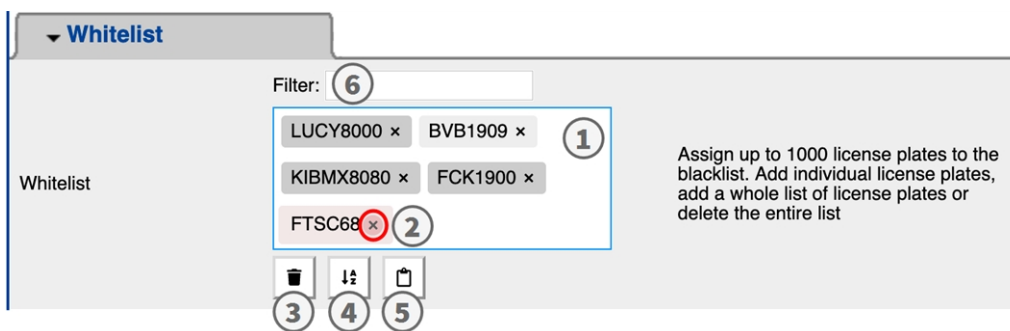 Whitelist
Filter: 6
LUCY8000 × BVB1909 × 1
Whitelist
KIBMX8080 × FCK1900 ×
FTSC68 × 2
Assign up to 1000 license plates to the
blacklist. Add individual license plates,
add a whole list of license plates or
delete the entire list
3 4 5